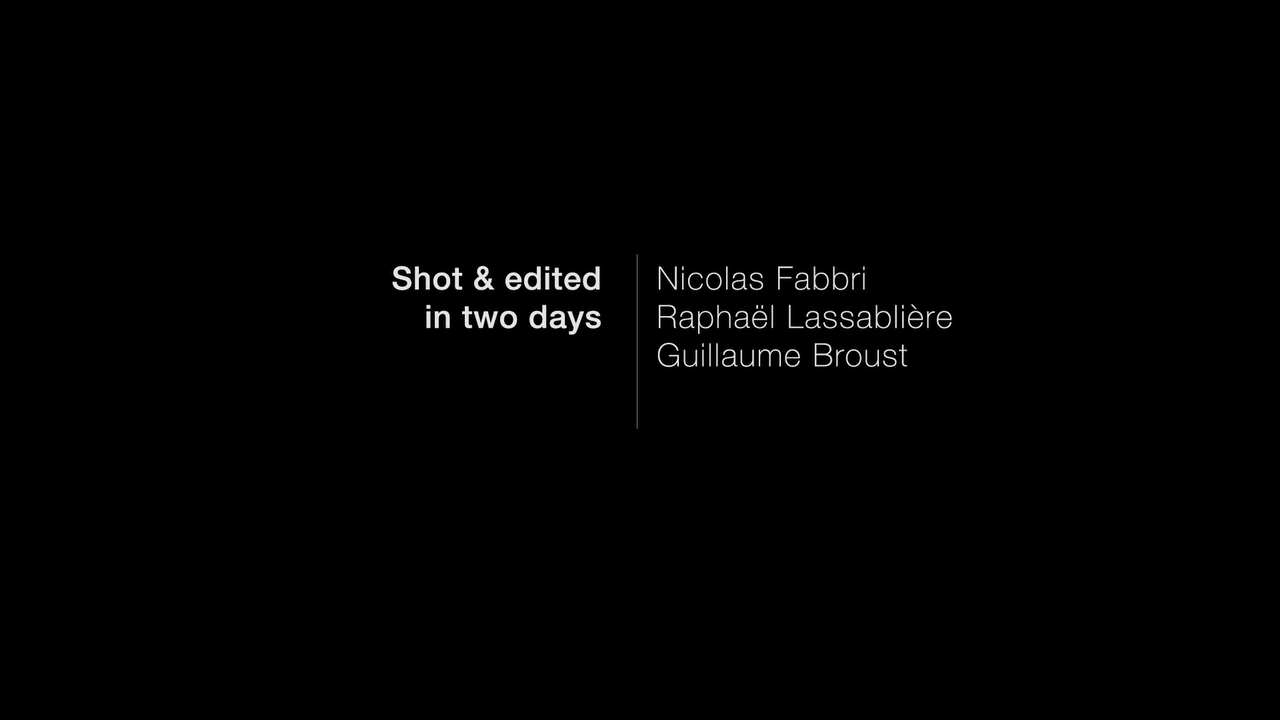 Shot & edited
in two days
Nicolas Fabbri
Raphaël Lassablière
Guillaume Broust